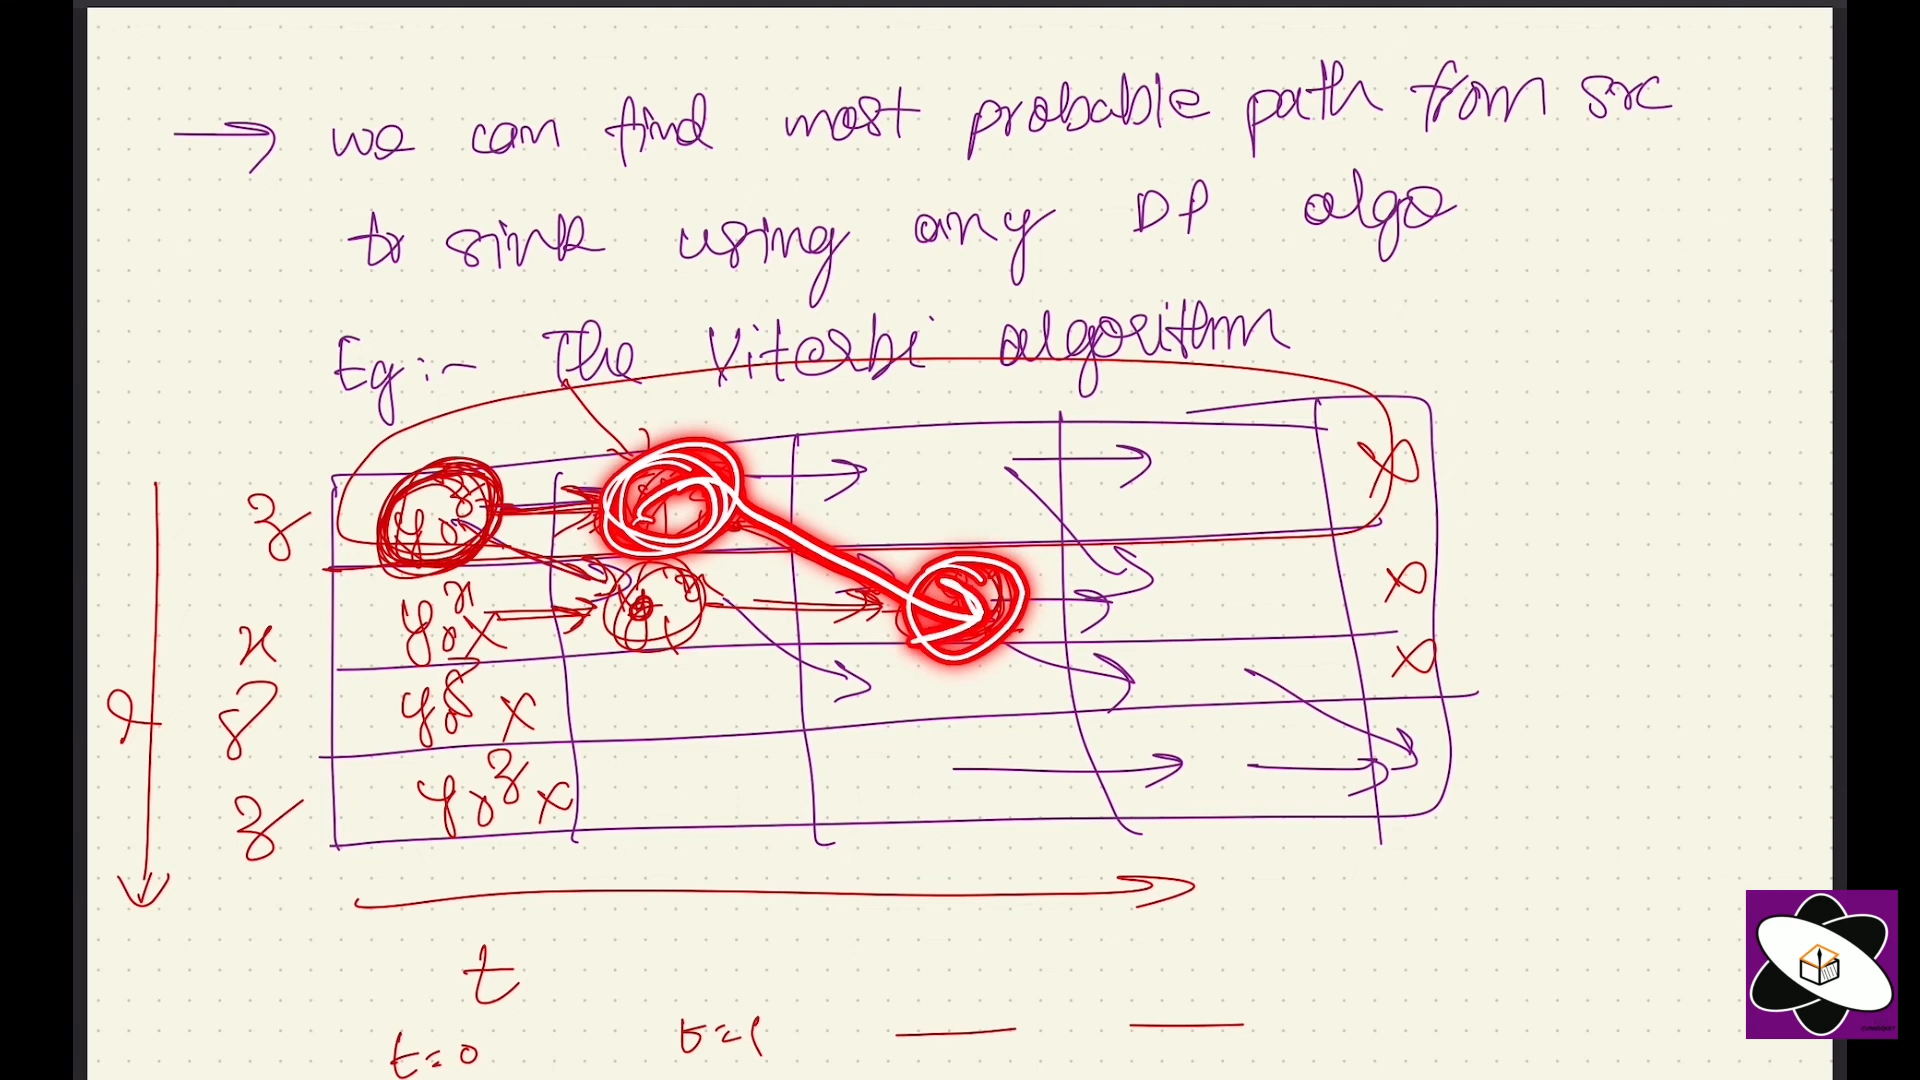 → we can find most probable path from src
to sink using any DP algo
Eg:- The Viterbi algorithm
x
x
x
t
t=0 t=1